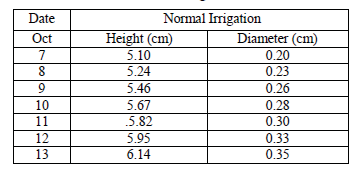 Date Normal Irrigation
Oct Height (cm) Diameter (cm)
7 5.10 0.20
8 5.24 0.23
9 5.46 0.26
10 5.67 0.28
11 .5.82 0.30
12 5.95 0.33
13 6.14 0.35